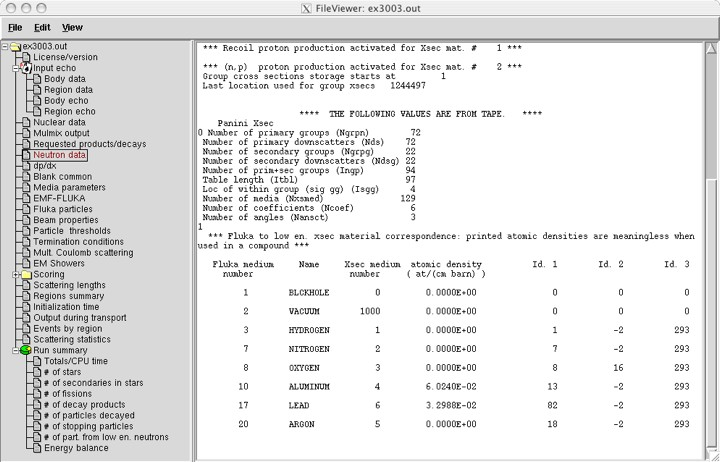 FileViewer: ex3003.out
File Edit View
ex3003.out
License/version
Input echo
Body data
Region data
Body echo
Region echo
Nuclear data
Mulmix output
Requested products/decays
Neutron data
dp/dx
Blank common
Media parameters
EMF-FLUKA
Fluka particles
Beam properties
Particle thresholds
Termination conditions
Mult. Coulomb scattering
EM Showers
Scoring
Scattering lengths
Regions summary
Initialization time
Output during transport
Events by region
Scattering statistics
Run summary
Totals/CPU time
# of stars
# of secondaries in stars
# of fissions
# of decay products
# of particles decayed
# of stopping particles
# of part. from low en. neutrons
Energy balance
*** Recoil proton production activated for Xsec mat. # 1 ***
*** (n,p) proton production activated for Xsec mat. # 2 ***
Group cross sections storage starts at 1
Last location used for group xsecs 1244497
**** THE FOLLOWING VALUES ARE FROM TAPE. ****
Panini Xsec
0 Number of primary groups (Ngrpn) 72
Number of primary downscatters (Nds) 72
Number of secondary groups (Ngrpg) 22
Number of secondary downscatters (Ndsg) 22
Number of prim+sec groups (Ingp) 94
Table length (Itbl) 97
Loc of within group (sig gg) (Isgg) 4
Number of media (Nxsmed) 129
Number of coefficients (Ncoef) 6
Number of angles (Nansct) 3
1
*** Fluka to low en. xsec material correspondence: printed atomic densities are meaningless when
used in a compound ***
Fluka medium Name Xsec medium atomic density Id. 1 Id. 2 Id. 3
number number ( at/(cm barn) )
1 BLCKHOLE 0 0.0000E+00 0 0 0
2 VACUUM 1000 0.0000E+00 0 0 0
3 HYDROGEN 1 0.0000E+00 1 -2 293
7 NITROGEN 2 0.0000E+00 7 -2 293
8 OXYGEN 3 0.0000E+00 8 16 293
10 ALUMINUM 4 6.0240E-02 13 -2 293
17 LEAD 6 3.2988E-02 82 -2 293
20 ARGON 5 0.0000E+00 18 -2 293